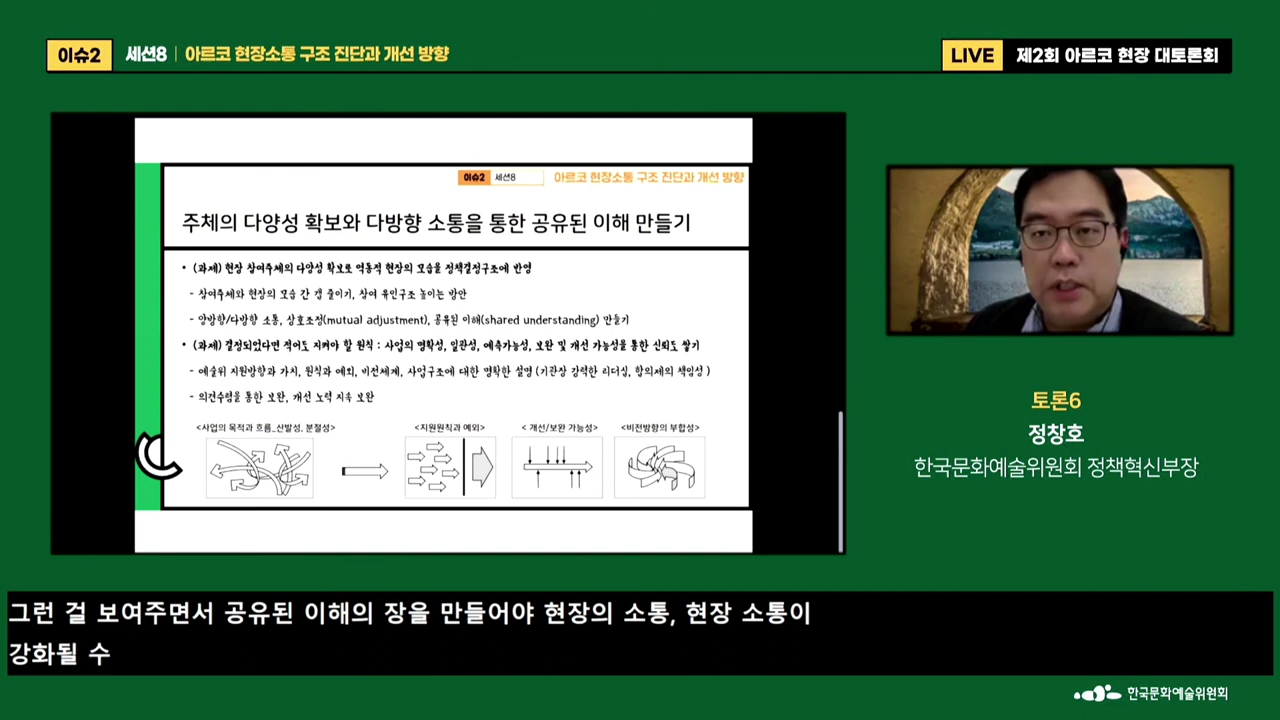 이슈2 세션8 | 아르코 현장소통 구조 진단과 개선 방향
LIVE 제2회 아르코 현장 대토론회
이슈2 세션8 아르코 현장소통 구조 진단과 개선 방향
주체의 다양성 확보와 다방향 소통을 통한 공유된 이해 만들기
• (과제) 현장 참여주체의 다양성 확보로 역동적 현장의 모습을 정책결정구조에 반영
- 참여주체와 현장의 모습 간 갭 줄이기, 참여 유인구조 높이는 방안
- 양방향/다방향 소통, 상호조정(mutual adjustment), 공유된 이해(shared understanding) 만들기
• (과제) 결정되었다면 적어도 지켜야 할 원칙 : 사업의 명확성, 일관성, 예측가능성, 보완 및 개선 가능성을 통한 신뢰도 쌓기
- 예술위 지원방향과 가치, 원칙과 예외, 비전체계, 사업구조에 대한 명확한 설명 (기관장 강력한 리더십, 합의제의 책임성 )
- 의견수렴을 통한 보완, 개선 노력 지속 보완
<사업의 목적과 흐름_산발성, 분절성> <지원원칙과 예외> < 개선/보완 가능성> <비전방향의 부합성>
토론6
정창호
한국문화예술위원회 정책혁신부장
그런 걸 보여주면서 공유된 이해의 장을 만들어야 현장의 소통, 현장 소통이
강화될 수
한국문화예술위원회